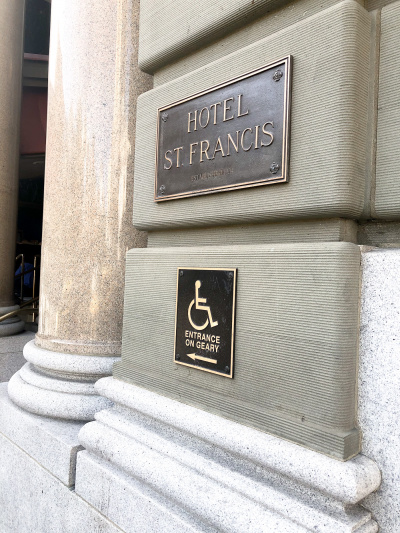 HOTEL
ST. FRANCIS
ENTRANCE
ON GEARY